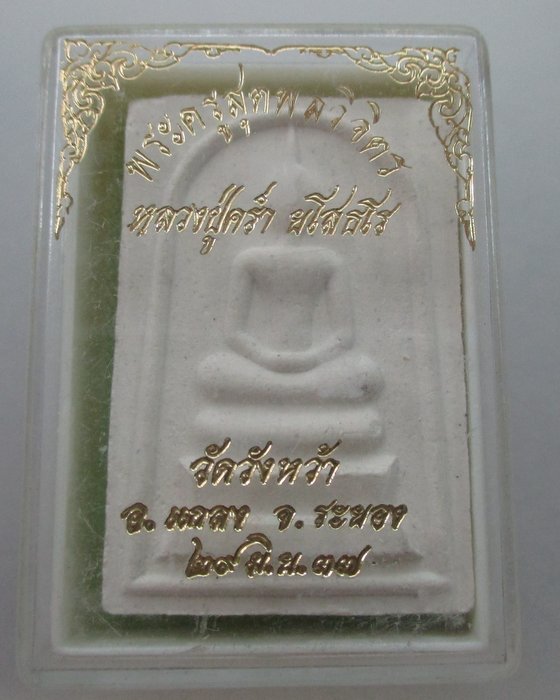 พระครูสุตพลวิจิตร
หลวงปู่คร่ำ ยโสธโร
วัดวังหว้า
อ.แกลง จ.ระยอง
๒๙ มิ.ย. ๓๗